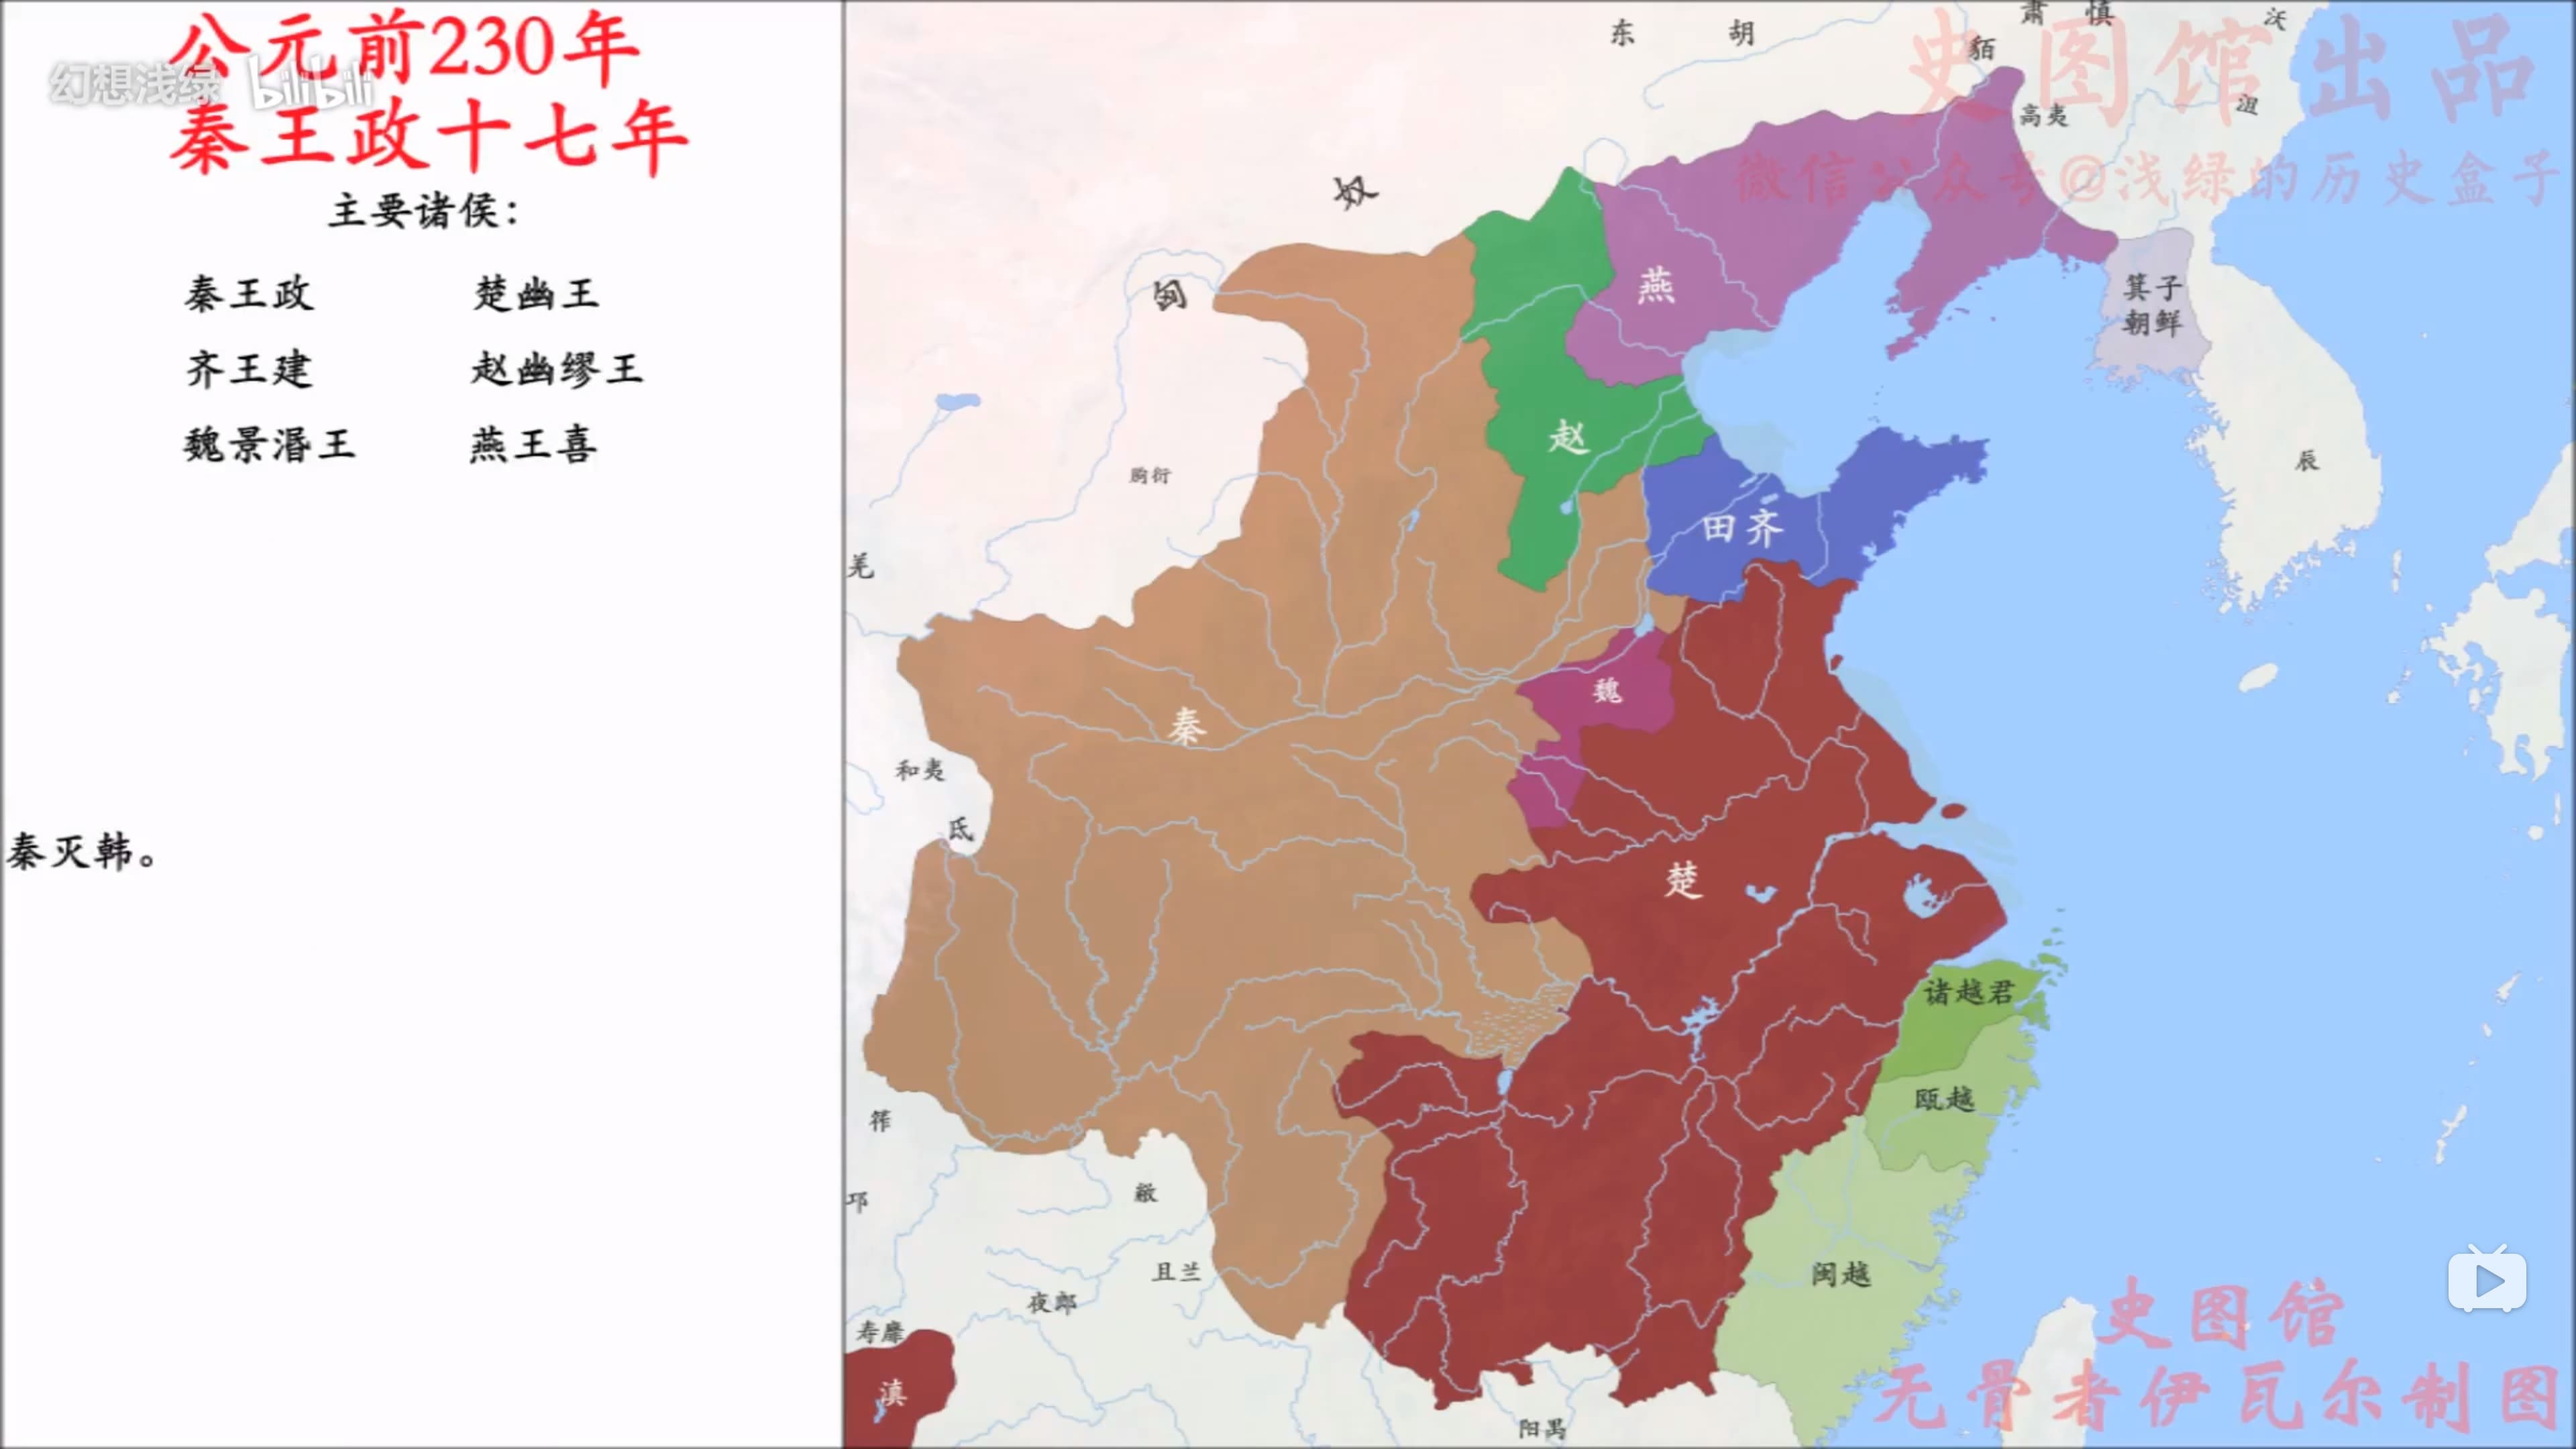 公元前230年
幻想浅绿 bilibili
秦王政十七年
主要诸侯：
秦王政 楚幽王
齐王建 赵幽缪王
魏景湣王 燕王喜
秦灭韩。
东 胡
肃 慎
沃
貊
史图馆出品
沮
高夷
微信公众号@浅绿的历史盒子
奴
匈
燕
箕子
朝鲜
赵
辰
朐衍
田齐
羌
魏
秦
和夷
氐
楚
诸越君
瓯越
筰
邛
且兰
夜郎
闽越
寿靡
滇
阳禺
史图馆
无骨者伊瓦尔制图